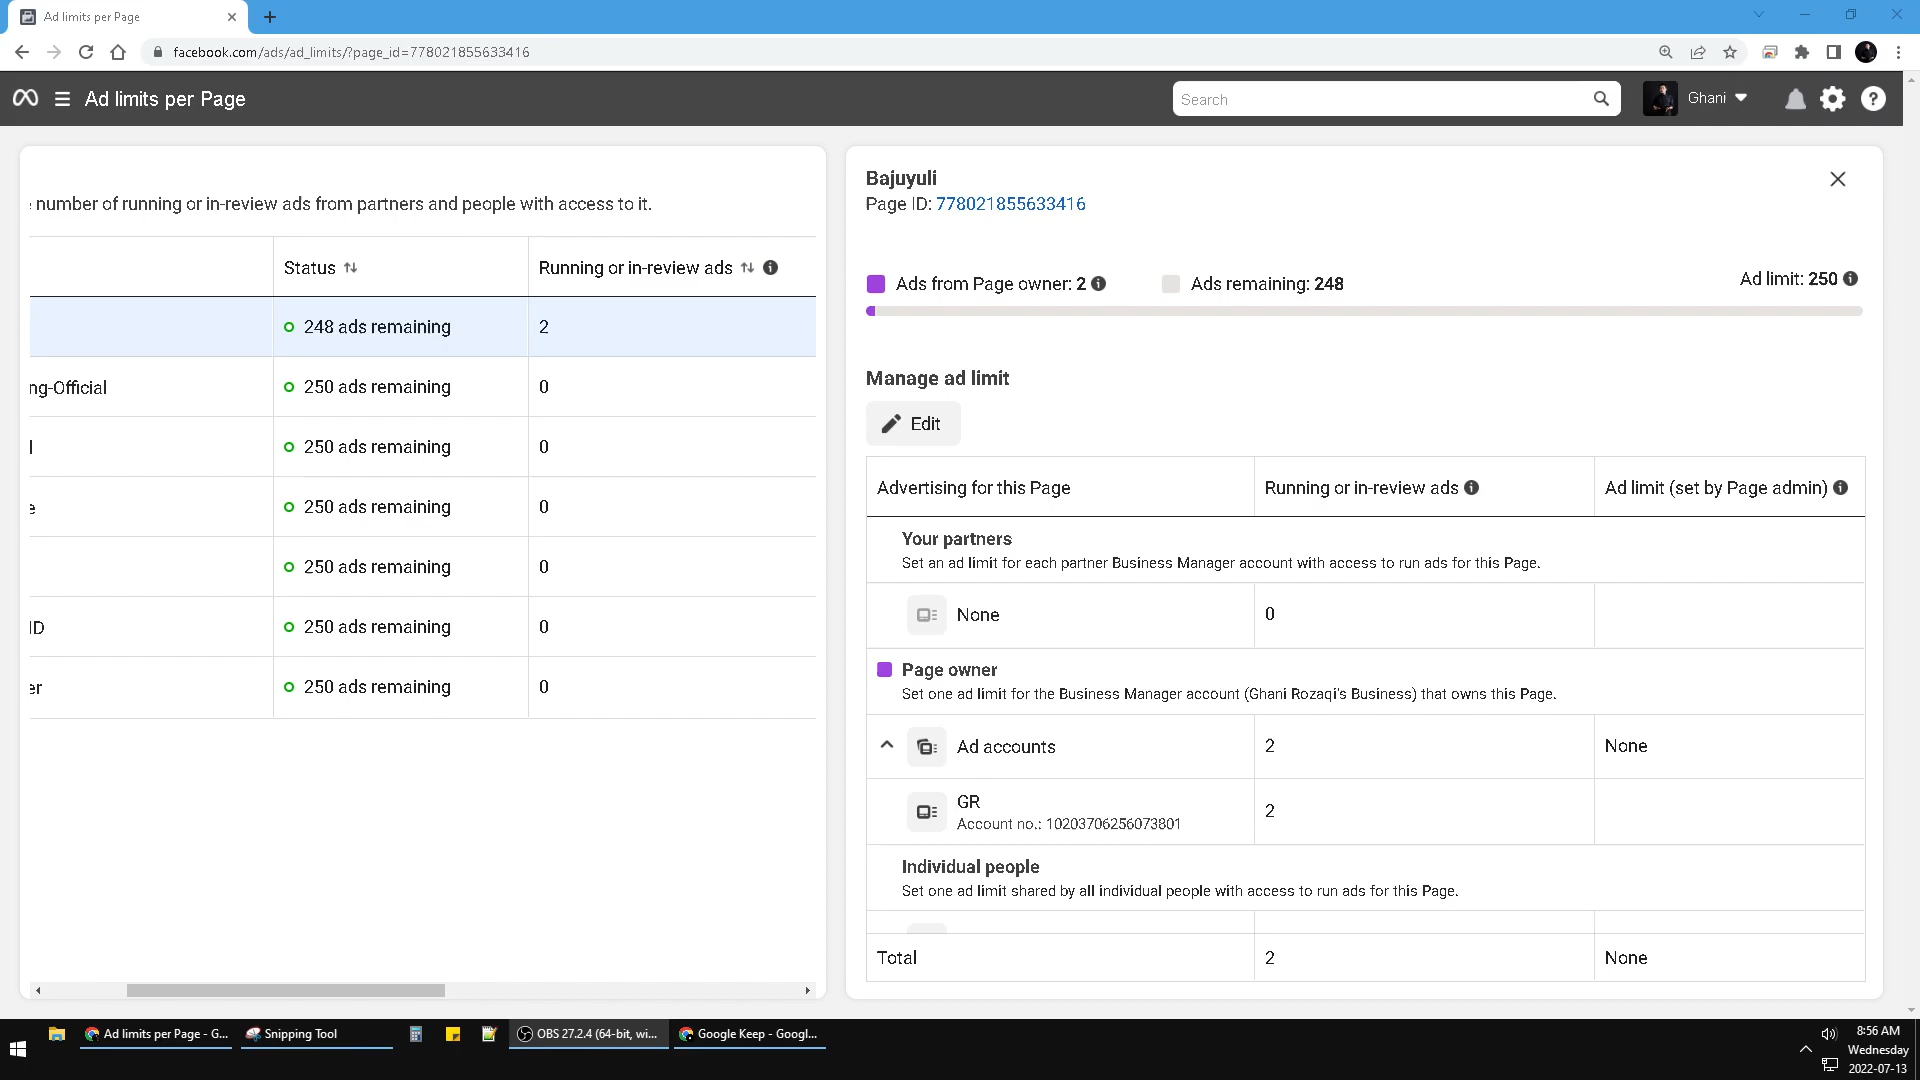 Ad limits per Page
facebook.com/ads/ad_limits/?page_id=778021855633416
Ad limits per Page
Search
Ghani
number of running or in-review ads from partners and people with access to it.
Status
Running or in-review ads
248 ads remaining
2
ng-Official
250 ads remaining
0
l
250 ads remaining
0
e
250 ads remaining
0
250 ads remaining
0
ID
250 ads remaining
0
er
250 ads remaining
0
Bajuyuli
Page ID: 778021855633416
Ads from Page owner: 2
Ads remaining: 248
Ad limit: 250
Manage ad limit
Edit
Advertising for this Page
Running or in-review ads
Ad limit (set by Page admin)
Your partners
Set an ad limit for each partner Business Manager account with access to run ads for this Page.
None
0
Page owner
Set one ad limit for the Business Manager account (Ghani Rozaqi's Business) that owns this Page.
Ad accounts
2
None
GR
Account no.: 10203706256073801
2
Individual people
Set one ad limit shared by all individual people with access to run ads for this Page.
Total
2
None
Ad limits per Page - G...
Snipping Tool
OBS 27.2.4 (64-bit, wi...
Google Keep - Googl...
8:56 AM
Wednesday
2022-07-13